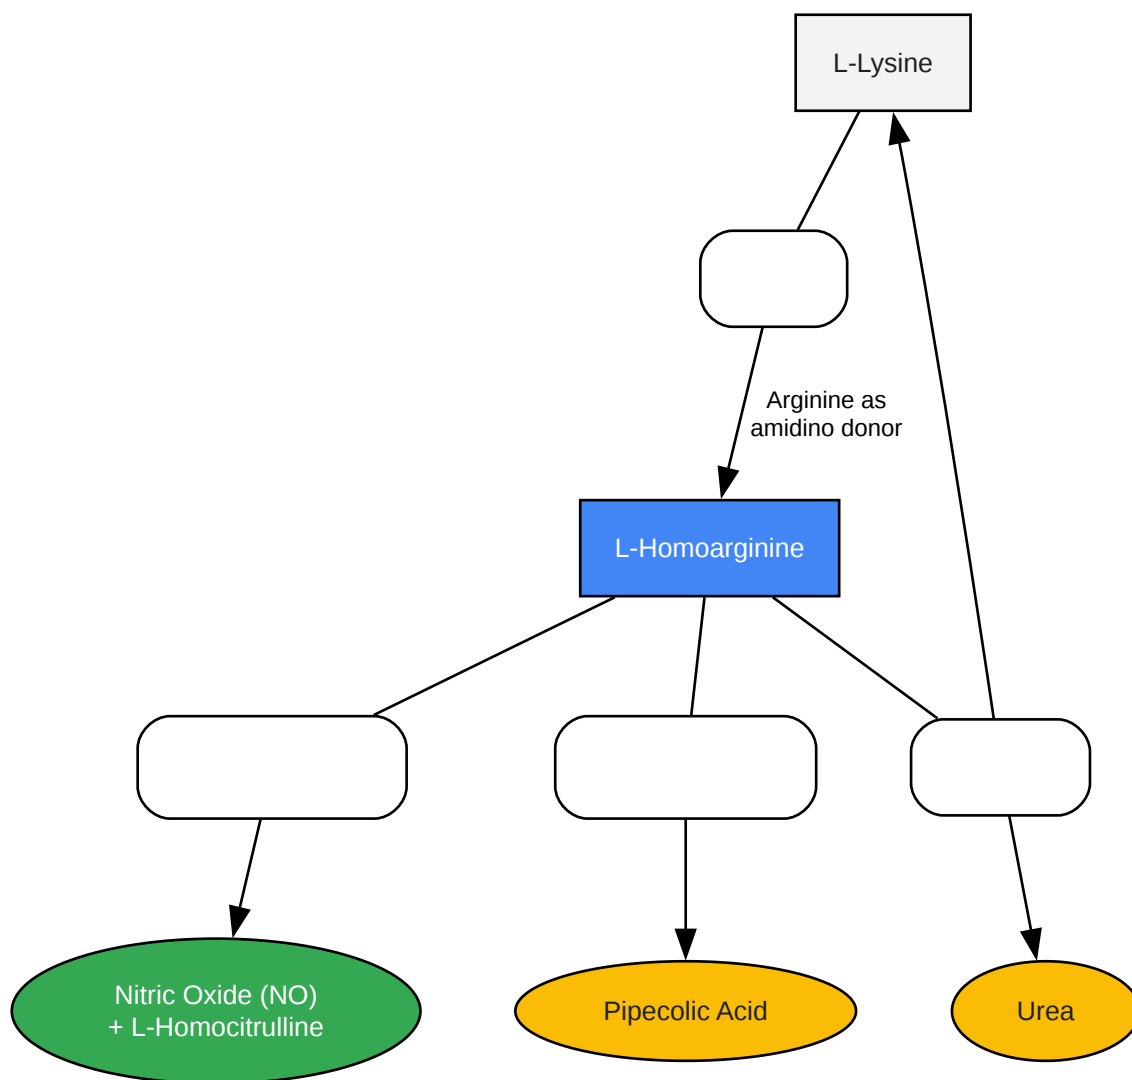 L-Lysine
Arginine as
amidino donor
L-Homoarginine
Nitric Oxide (NO)
+ L-Homocitrulline
Pipecolic Acid
Urea